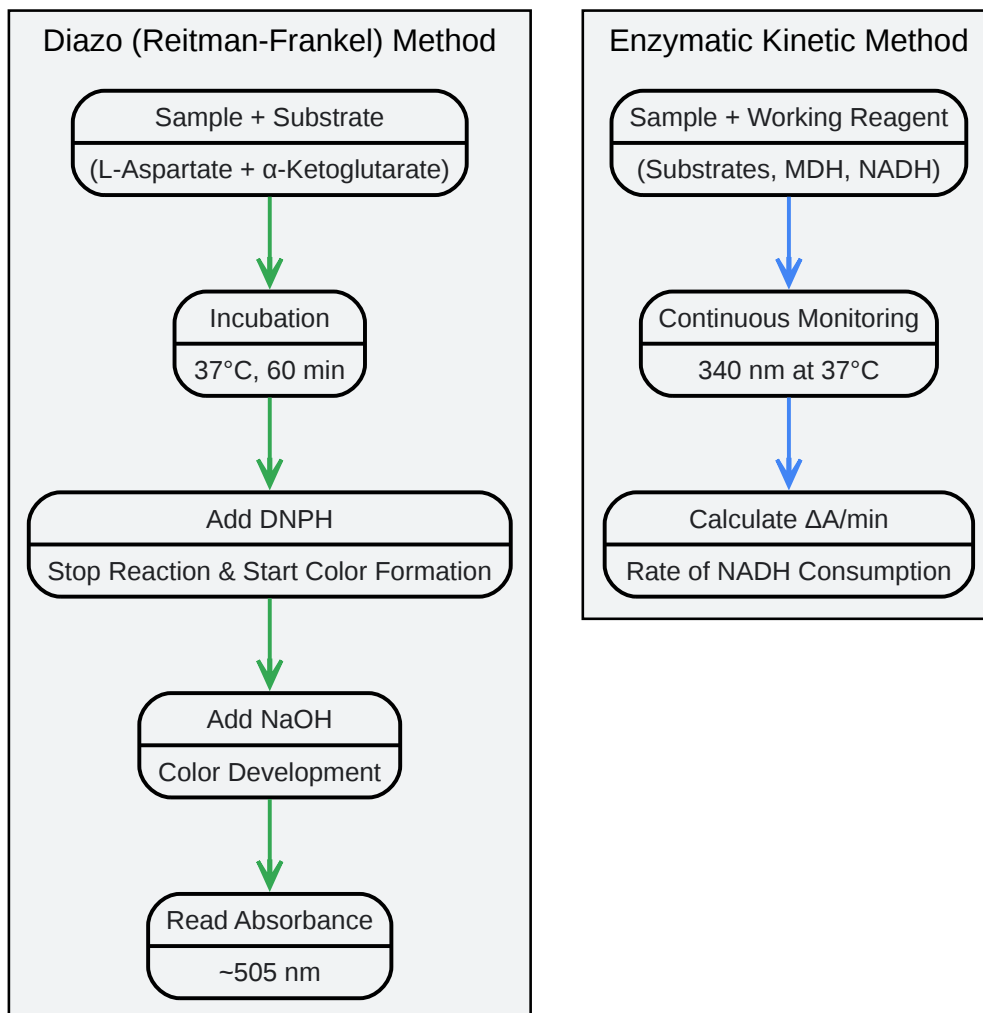 Diazo (Reitman-Frankel) Method
Sample + Substrate
(L-Aspartate + α-Ketoglutarate)
Incubation
37°C, 60 min
Add DNPH
Stop Reaction & Start Color Formation
Add NaOH
Color Development
Read Absorbance
~505 nm
Enzymatic Kinetic Method
Sample + Working Reagent
(Substrates, MDH, NADH)
Continuous Monitoring
340 nm at 37°C
Calculate ΔA/min
Rate of NADH Consumption